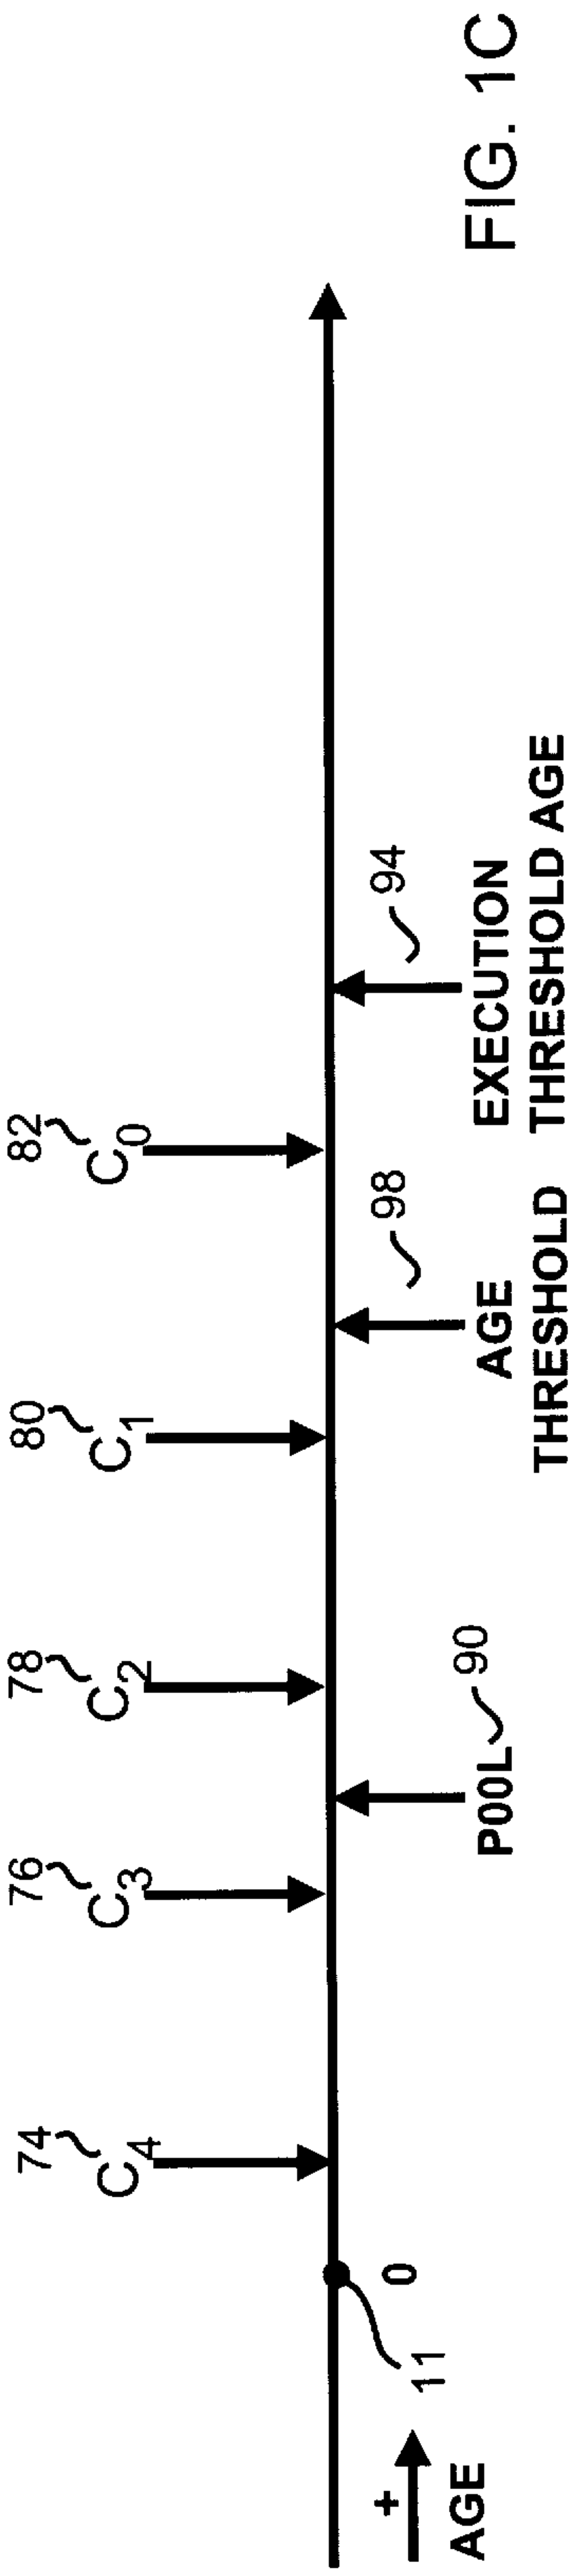 74 76 78 80 82
C4 C3 C2 C1 C0
11 0
+
AGE
POOL 90
98
AGE
THRESHOLD
94
EXECUTION
THRESHOLD AGE
FIG. 1C